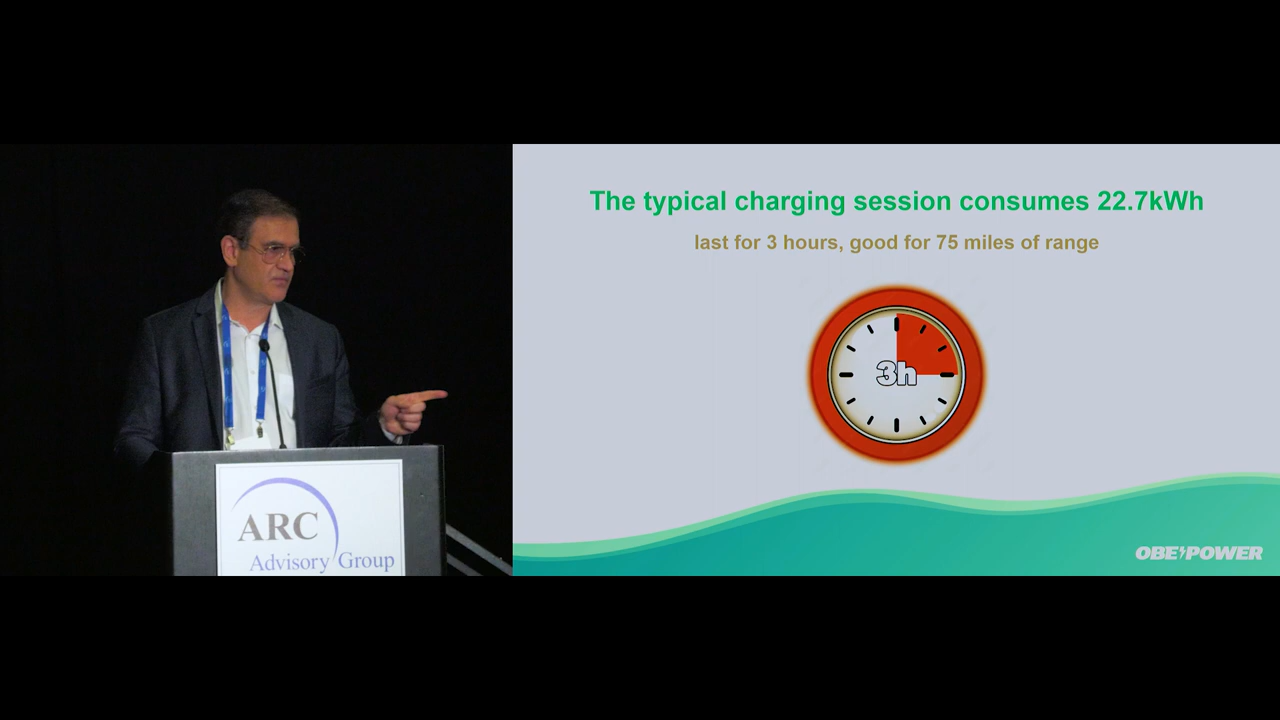 The typical charging session consumes 22.7kWh
last for 3 hours, good for 75 miles of range
3h
ARC
Advisory Group
OBE POWER